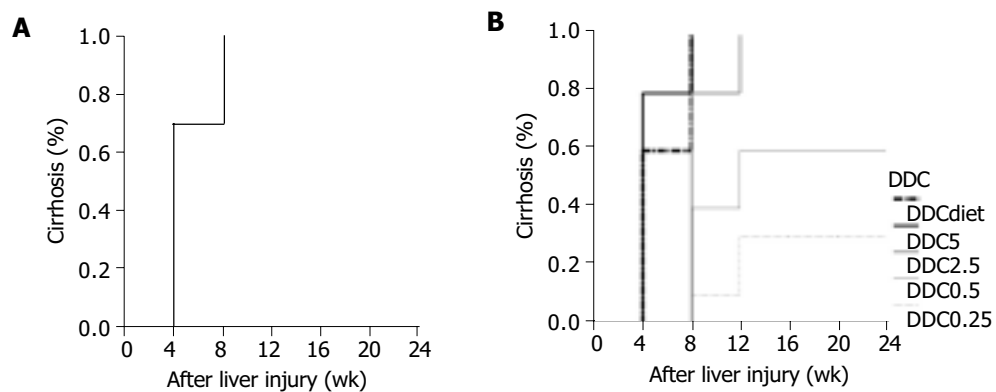 A
Cirrhosis (%)
1.0
0.8
0.6
0.4
0.2
0.0
0 4 8 12 16 20 24
After liver injury (wk)
B
Cirrhosis (%)
1.0
0.8
0.6
0.4
0.2
0.0
0 4 8 12 16 20 24
After liver injury (wk)
DDC
DDCdiet
DDC5
DDC2.5
DDC0.5
DDC0.25